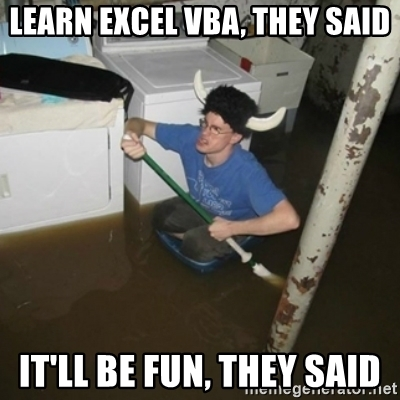 LEARN EXCEL VBA, THEY SAID
IT'LL BE FUN, THEY SAID
memegenerator.net